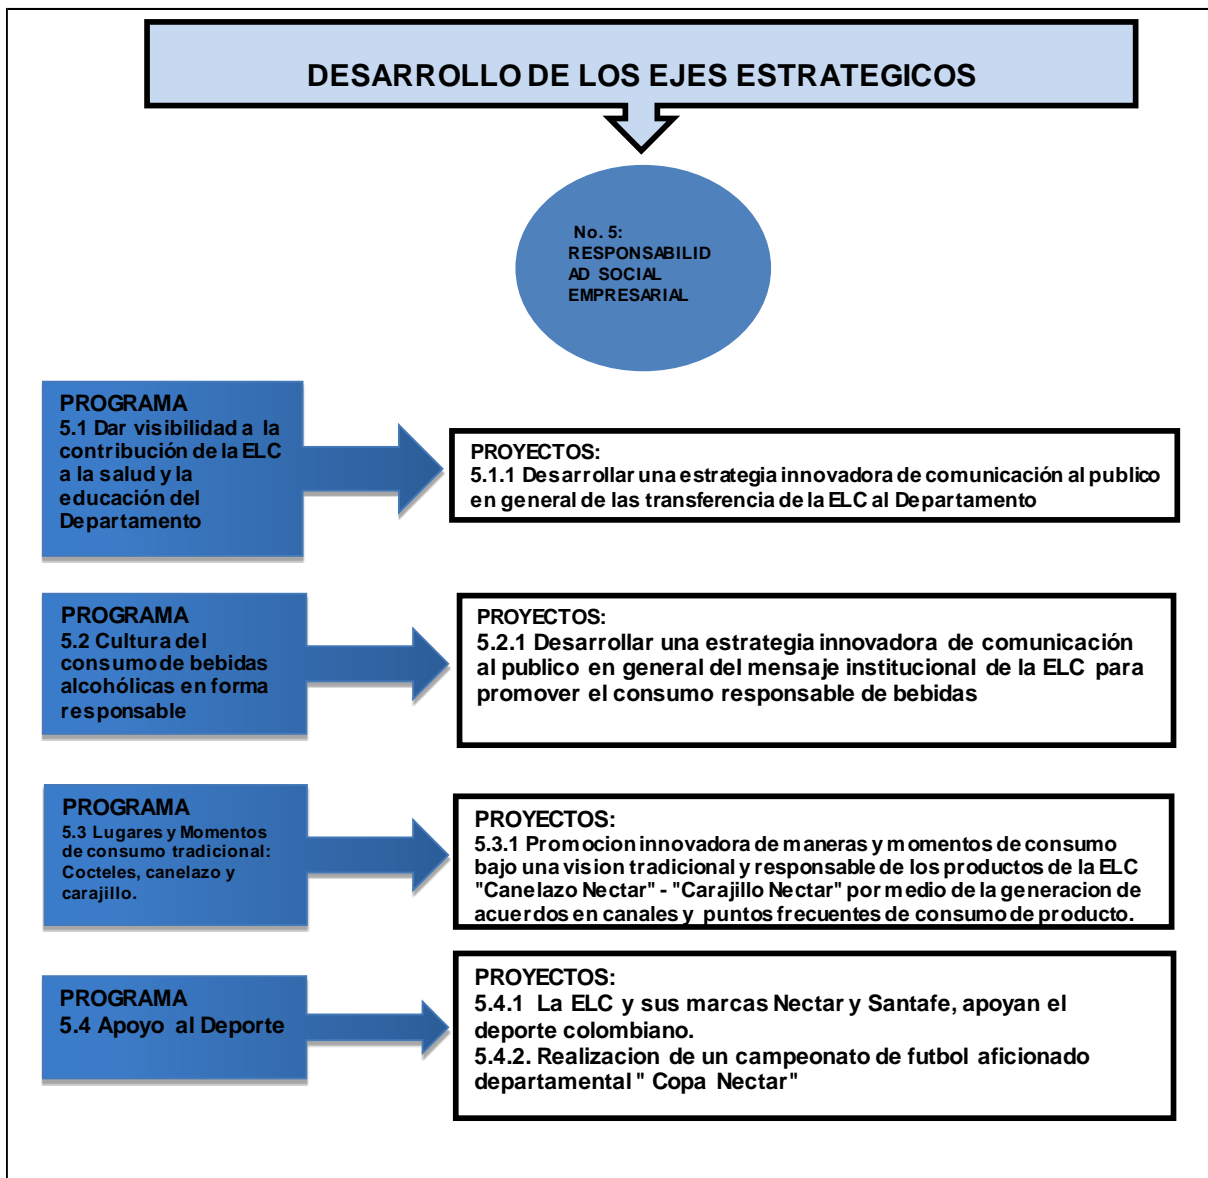 DESARROLLO DE LOS EJES ESTRATEGICOS
No. 5:
RESPONSABILID
AD SOCIAL
EMPRESARIAL
PROGRAMA
5.1 Dar visibilidad a la
contribución de la ELC
a la salud y la
educación del
Departamento
PROYECTOS:
5.1.1 Desarrollar una estrategia innovadora de comunicación al publico
en general de las transferencia de la ELC al Departamento
PROGRAMA
5.2 Cultura del
consumo de bebidas
alcohólicas en forma
responsable
PROYECTOS:
5.2.1 Desarrollar una estrategia innovadora de comunicación
al publico en general del mensaje institucional de la ELC para
promover el consumo responsable de bebidas
PROGRAMA
5.3 Lugares y Momentos
de consumo tradicional:
Cocteles, canelazo y
carajillo.
PROYECTOS:
5.3.1 Promocion innovadora de maneras y momentos de consumo
bajo una vision tradicional y responsable de los productos de la ELC
"Canelazo Nectar" - "Carajillo Nectar" por medio de la generacion de
acuerdos en canales y puntos frecuentes de consumo de producto.
PROGRAMA
5.4 Apoyo al Deporte
PROYECTOS:
5.4.1 La ELC y sus marcas Nectar y Santafe, apoyan el
deporte colombiano.
5.4.2. Realizacion de un campeonato de futbol aficionado
departamental " Copa Nectar"